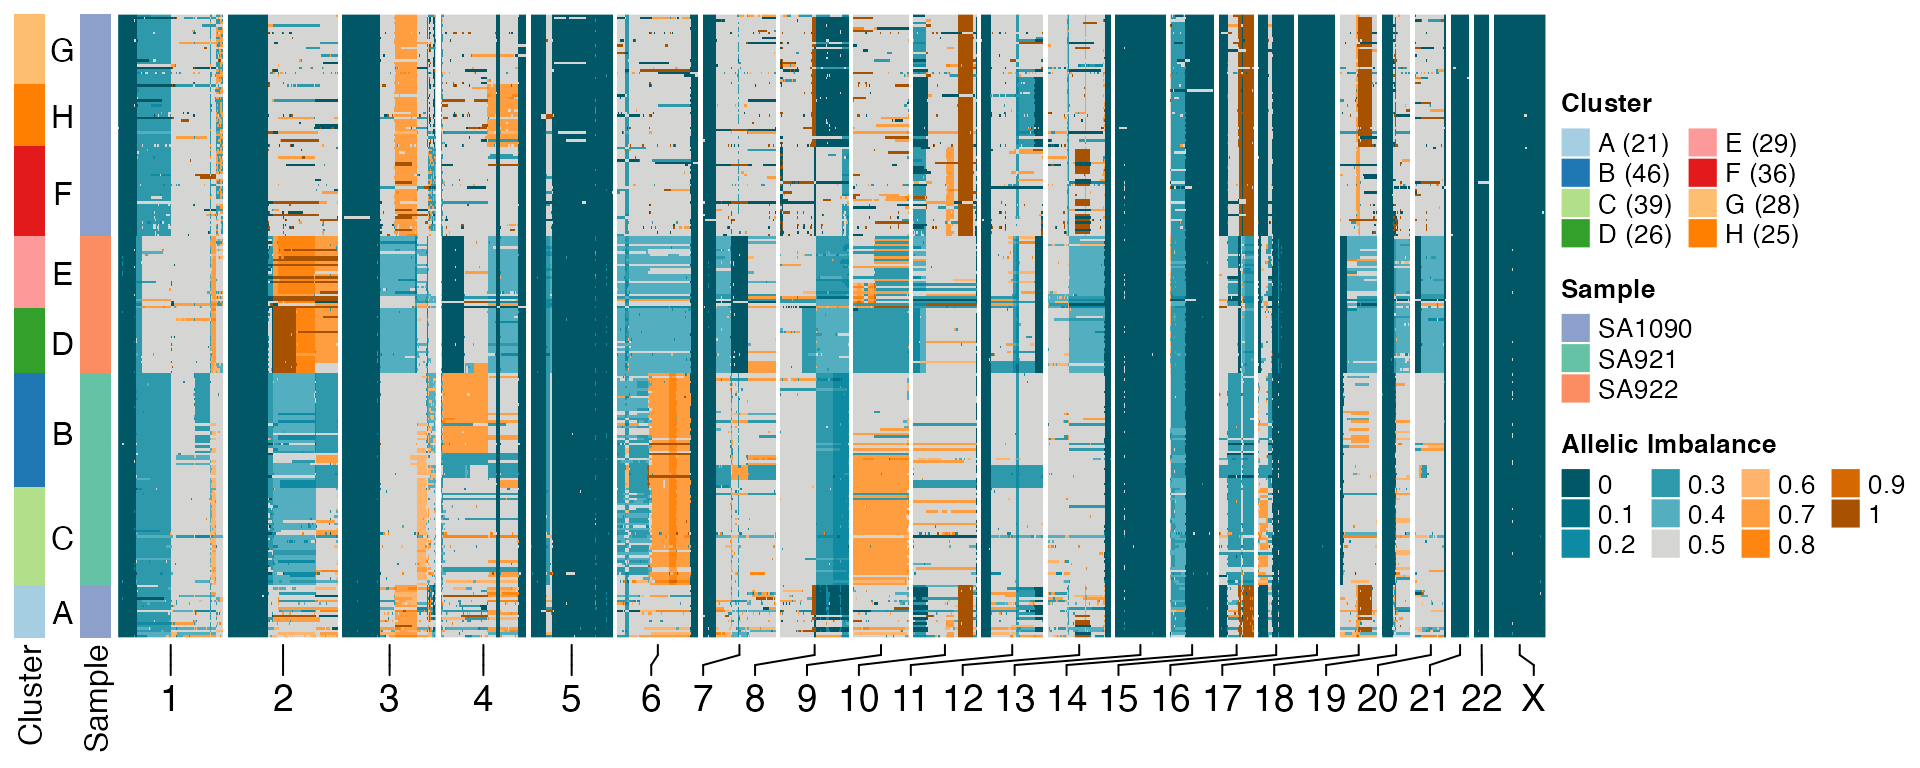 G
H
F
E
D
B
C
A
Cluster
Sample
1 2 3 4 5 6 7 8 9 10 11 12 13 14 15 16 17 18 19 20 21 22 X
Cluster
A (21) E (29)
B (46) F (36)
C (39) G (28)
D (26) H (25)
Sample
SA1090
SA921
SA922
Allelic Imbalance
0 0.3 0.6 0.9
0.1 0.4 0.7 1
0.2 0.5 0.8